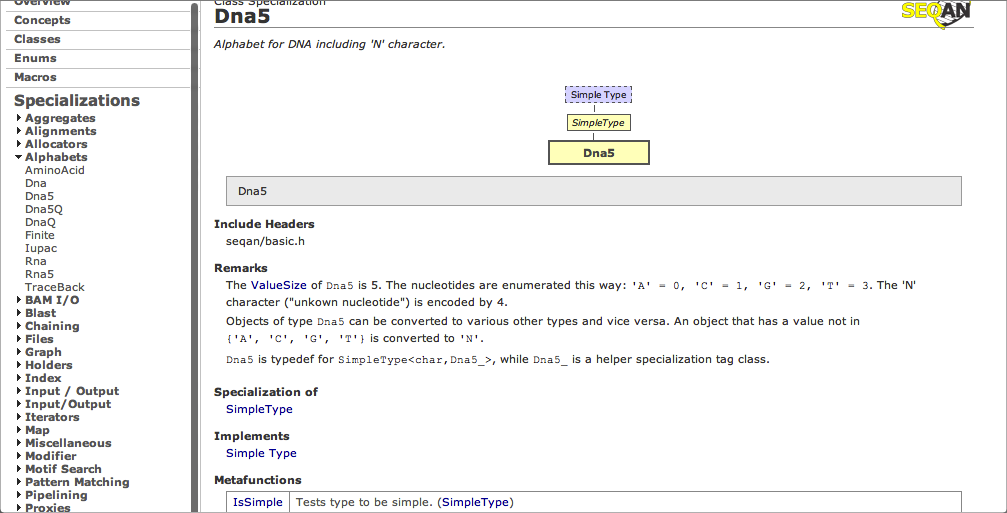 Overview
Concepts
Classes
Enums
Macros
Specializations
Aggregates
Alignments
Allocators
Alphabets
AminoAcid
Dna
Dna5
Dna5Q
DnaQ
Finite
Iupac
Rna
Rna5
TraceBack
BAM I/O
Blast
Chaining
Files
Graph
Holders
Index
Input / Output
Input/Output
Iterators
Map
Miscellaneous
Modifier
Motif Search
Pattern Matching
Pipelining
Proxies
Class Specialization
Dna5
SEQAN
Alphabet for DNA including 'N' character.
Simple Type
SimpleType
Dna5
Dna5
Include Headers
seqan/basic.h
Remarks
The ValueSize of Dna5 is 5. The nucleotides are enumerated this way: 'A' = 0, 'C' = 1, 'G' = 2, 'T' = 3. The 'N'
character ("unkown nucleotide") is encoded by 4.
Objects of type Dna5 can be converted to various other types and vice versa. An object that has a value not in
{'A', 'C', 'G', 'T'} is converted to 'N'.
Dna5 is typedef for SimpleType<char,Dna5_>, while Dna5_ is a helper specialization tag class.
Specialization of
SimpleType
Implements
Simple Type
Metafunctions
IsSimple Tests type to be simple. (SimpleType)